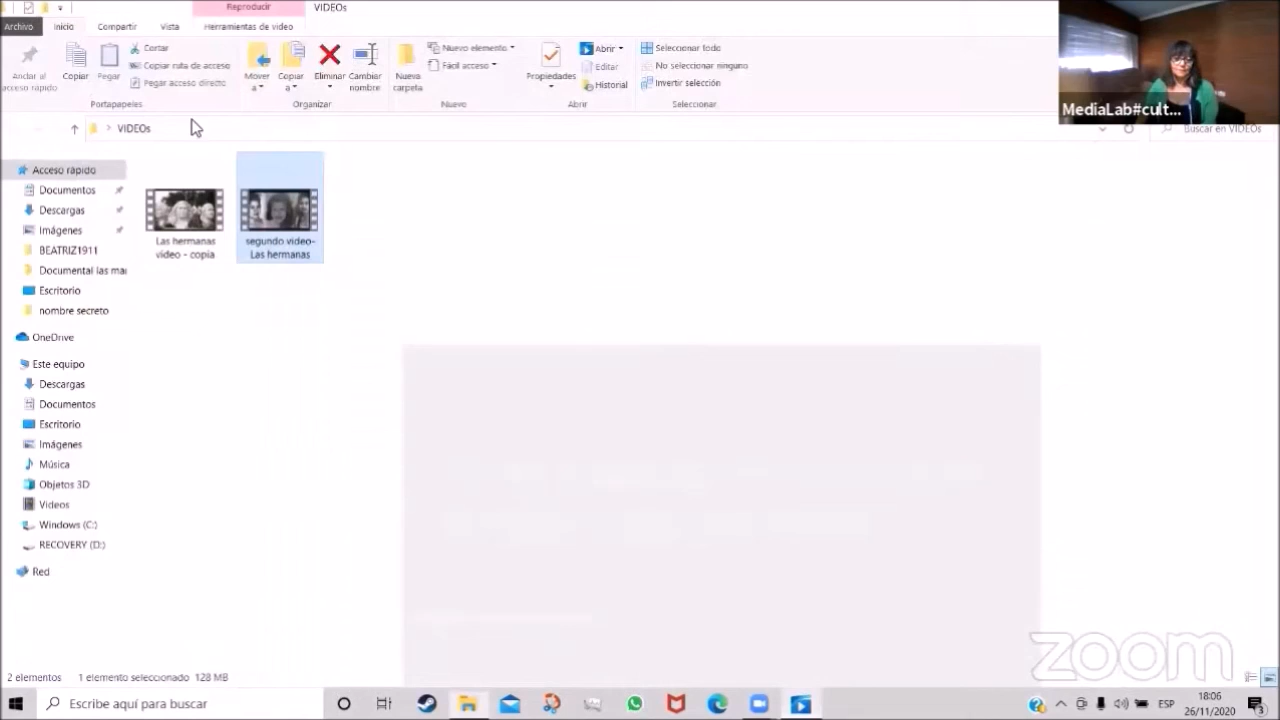 Reproducir
VIDEOs
Archivo
Inicio
Compartir
Vista
Herramientas de video
Anclar al
acceso rápido
Copiar
Pegar
Cortar
Copiar ruta de acceso
Pegar acceso directo
Portapapeles
Mover
a
Copiar
a
Eliminar
Cambiar
nombre
Organizar
Nueva
carpeta
Nuevo elemento
Fácil acceso
Nuevo
Propiedades
Abrir
Editar
Historial
Abrir
Seleccionar todo
No seleccionar ninguno
Invertir selección
Seleccionar
MediaLab#cult...
VIDEOs
Buscar en VIDEOs
Acceso rápido
Documentos
Descargas
Imágenes
BEATRIZ1911
Documental las mar
Escritorio
nombre secreto
OneDrive
Este equipo
Descargas
Documentos
Escritorio
Imágenes
Música
Objetos 3D
Videos
Windows (C:)
RECOVERY (D:)
Red
Las hermanas
video - copia
segundo video-
Las hermanas
zoom
2 elementos
1 elemento seleccionado 128 MB
Escribe aquí para buscar
ESP
18:06
26/11/2020
3